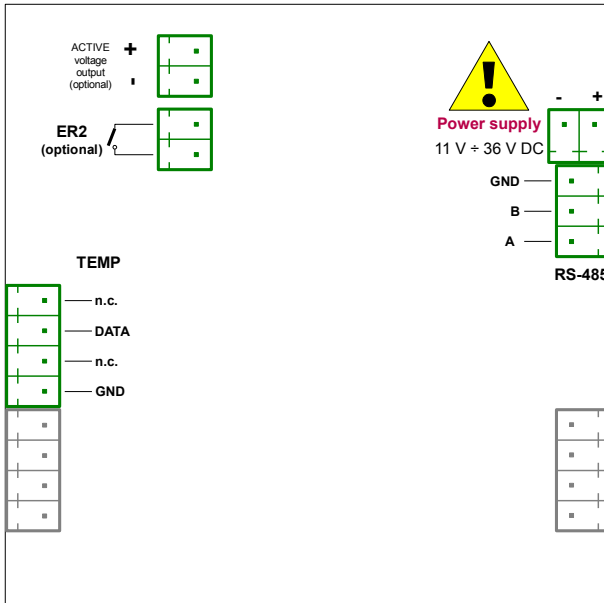 ACTIVE +
voltage
output
(optional) -
ER2
(optional)
- +
Power supply
11 V ÷ 36 V DC
GND
B
A
RS-485
TEMP
n.c.
DATA
n.c.
GND